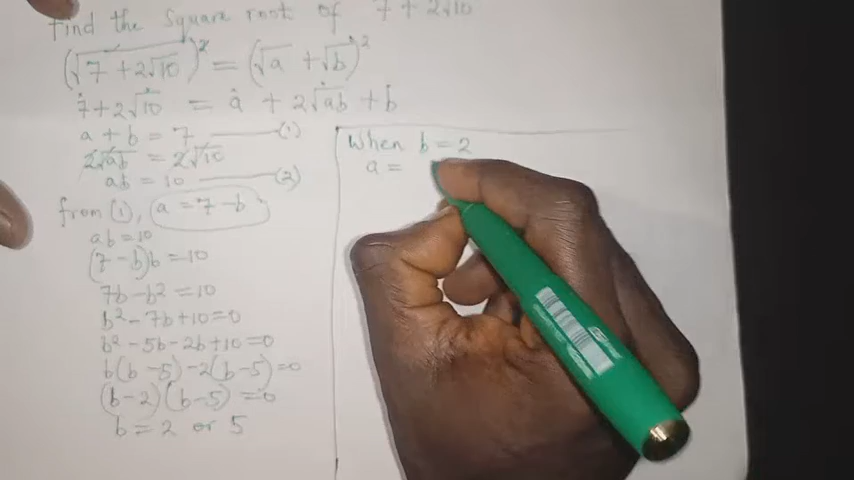 Find the Square root of 7 + 2√10
(√7 + 2√10)² = (√a + √b)²
7 + 2√10 = a + 2√ab + b
a + b = 7 ——— (1)
2√ab = 2√10
ab = 10 ——— (2)
from (1), a = 7 - b
ab = 10
(7 - b)b = 10
7b - b² = 10
b² - 7b + 10 = 0
b² - 5b - 2b + 10 = 0
b(b - 5) - 2(b - 5) = 0
(b - 2)(b - 5) = 0
b = 2 or 5
When b = 2
a =